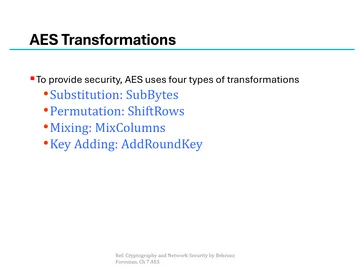 AES Transformations
To provide security, AES uses four types of transformations
Substitution: SubBytes
Permutation: ShiftRows
Mixing: MixColumns
Key Adding: AddRoundKey
Ref: Cryptography and Network Security by Behrouz
Forouzan, Ch 7 AES